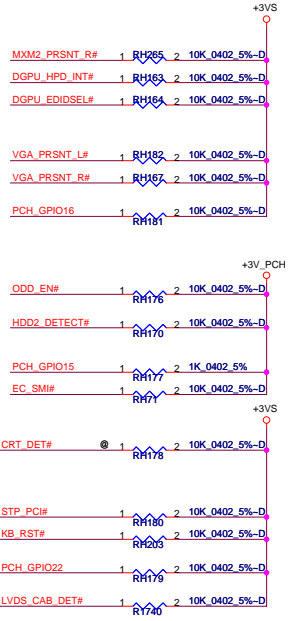 +3VS
MXM2_PRSNT_R# 1 RH265 2 10K_0402_5%~D
DGPU_HPD_INT# 1 RH163 2 10K_0402_5%~D
DGPU_EDIDSEL# 1 RH164 2 10K_0402_5%~D
VGA_PRSNT_L# 1 RH182 2 10K_0402_5%~D
VGA_PRSNT_R# 1 RH167 2 10K_0402_5%~D
PCH_GPIO16 1 RH181 2 10K_0402_5%~D
+3V_PCH
ODD_EN# 1 RH176 2 10K_0402_5%~D
HDD2_DETECT# 1 RH170 2 10K_0402_5%~D
PCH_GPIO15 1 RH177 2 1K_0402_5%
EC_SMI# 1 RH71 2 10K_0402_5%~D
+3VS
CRT_DET# @ 1 RH178 2 10K_0402_5%~D
STP_PCI# 1 RH180 2 10K_0402_5%~D
KB_RST# 1 RH203 2 10K_0402_5%~D
PCH_GPIO22 1 RH179 2 10K_0402_5%~D
LVDS_CAB_DET# 1 R1740 2 10K_0402_5%~D